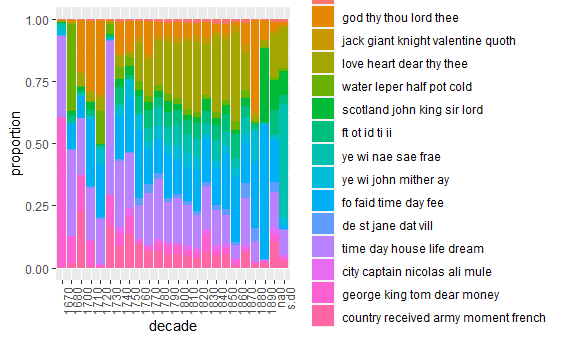 god thy thou lord thee
jack giant knight valentine quoth
love heart dear thy thee
water leper half pot cold
scotland john king sir lord
ft ot id ti ii
ye wi nae sae frae
ye wi john mither ay
fo faid time day fee
de st jane dat vill
time day house life dream
city captain nicolas ali mule
george king tom dear money
country received army moment french
proportion
1.00
0.75
0.50
0.25
0.00
1670 1680 1700 1710 1720 1730 1740 1750 1760 1770 1780 1790 1800 1810 1820 1830 1840 1850 1860 1870 1880 1890 na0 s.d0
decade